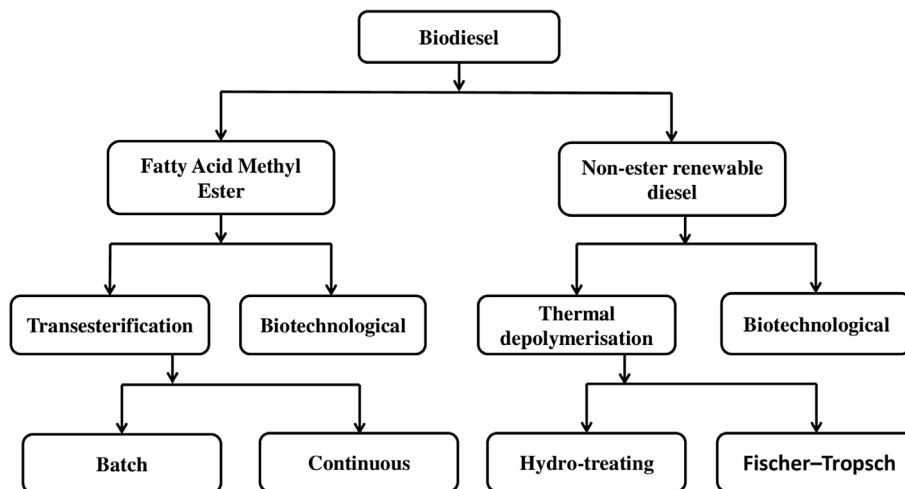 Biodiesel
Fatty Acid Methyl
Ester
Non-ester renewable
diesel
Transesterification
Biotechnological
Thermal
depolymerisation
Biotechnological
Batch
Continuous
Hydro-treating
Fischer–Tropsch